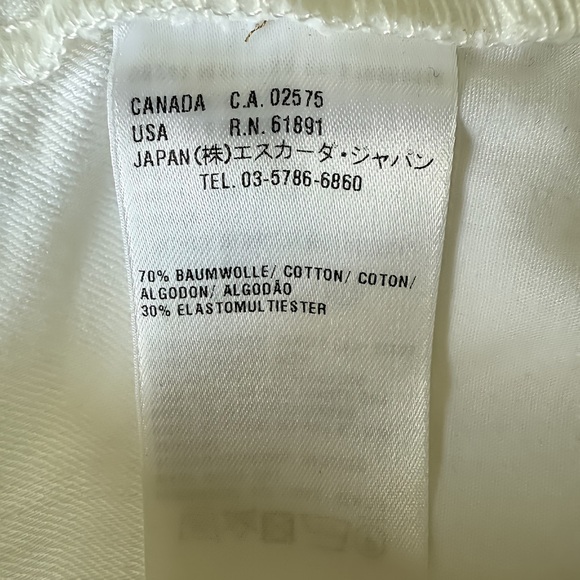 CANADA C.A. 02575
USA R.N. 61891
JAPAN(株)エスカーダ・ジャパン
TEL. 03-5786-6860
70% BAUMWOLLE/ COTTON/ COTON/
ALGODON/ ALGODÃO
30% ELASTOMULTIESTER